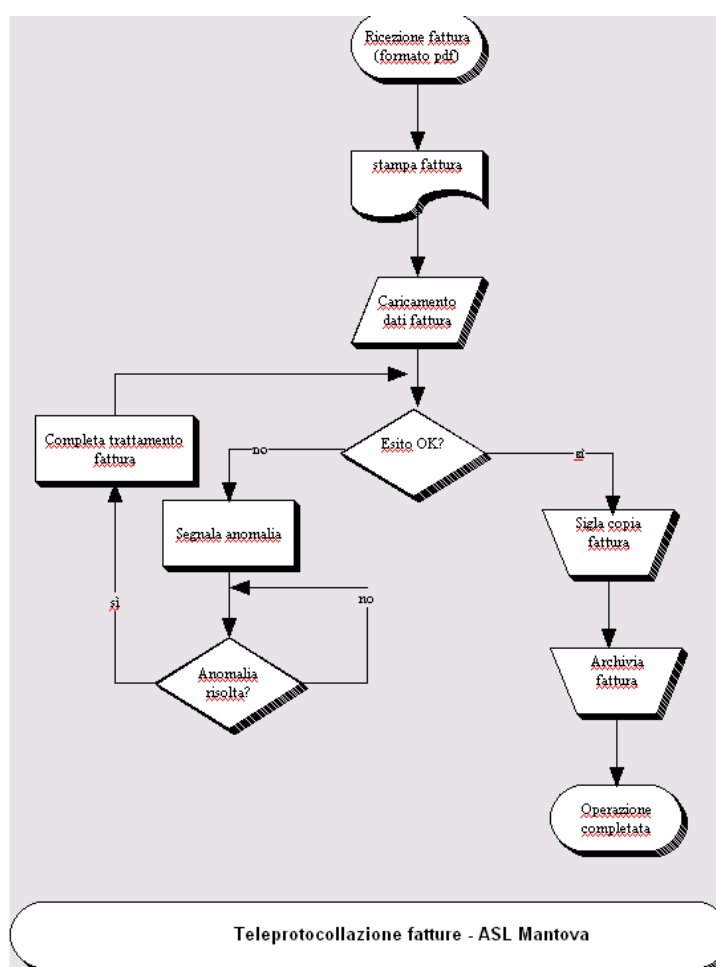 Ricezione fattura
(formato pdf)
stampa fattura
Caricamento
dati fattura
Completa trattamento
fattura
Esito OK?
no
sì
Segnala anomalia
Sigla copia
fattura
sì
no
Anomalia
risolta?
Archivia
fattura
Operazione
completata
Teleprotocollazione fatture - ASL Mantova